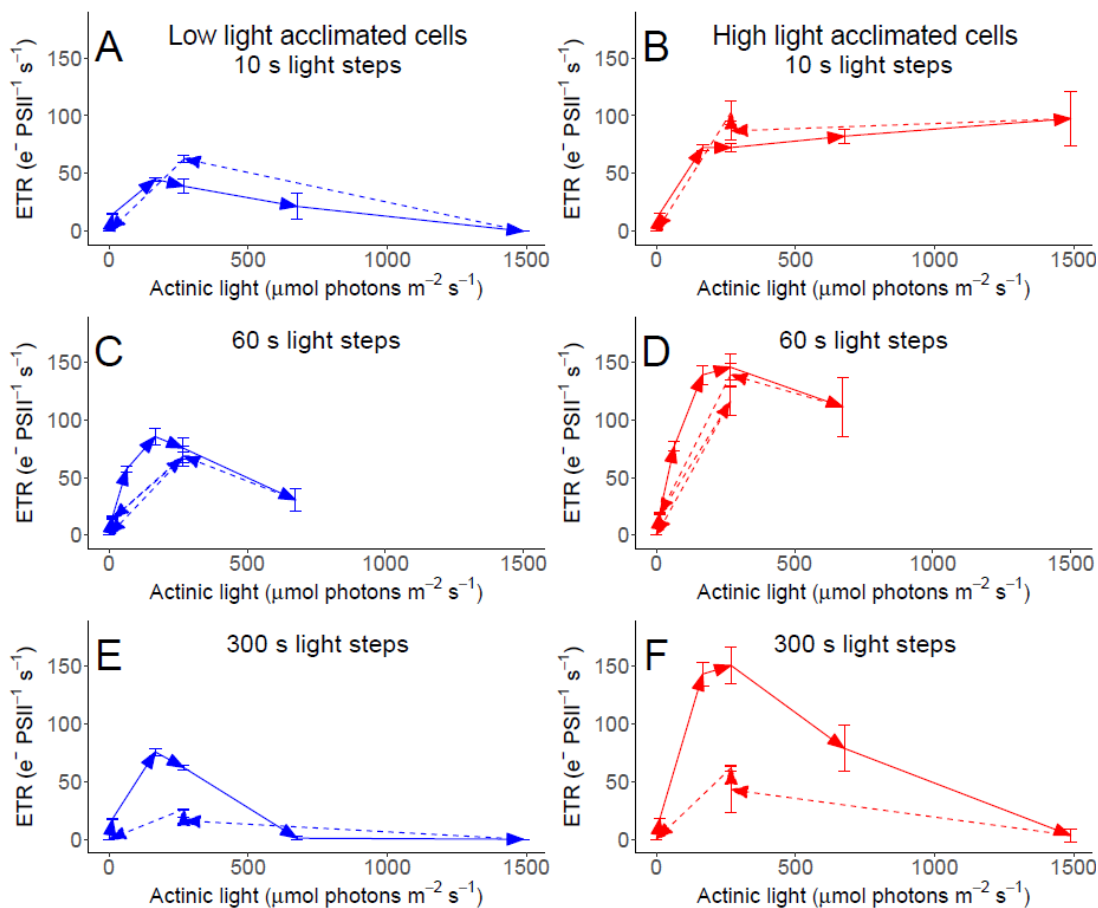 A
Low light acclimated cells
10 s light steps
ETR (e⁻ PSII⁻¹ s⁻¹)
150
100
50
0
0 500 1000 1500
Actinic light (μmol photons m⁻² s⁻¹)
B
High light acclimated cells
10 s light steps
ETR (e⁻ PSII⁻¹ s⁻¹)
150
100
50
0
0 500 1000 1500
Actinic light (μmol photons m⁻² s⁻¹)
C
60 s light steps
ETR (e⁻ PSII⁻¹ s⁻¹)
150
100
50
0
0 500 1000 1500
Actinic light (μmol photons m⁻² s⁻¹)
D
60 s light steps
ETR (e⁻ PSII⁻¹ s⁻¹)
150
100
50
0
0 500 1000 1500
Actinic light (μmol photons m⁻² s⁻¹)
E
300 s light steps
ETR (e⁻ PSII⁻¹ s⁻¹)
150
100
50
0
0 500 1000 1500
Actinic light (μmol photons m⁻² s⁻¹)
F
300 s light steps
ETR (e⁻ PSII⁻¹ s⁻¹)
150
100
50
0
0 500 1000 1500
Actinic light (μmol photons m⁻² s⁻¹)